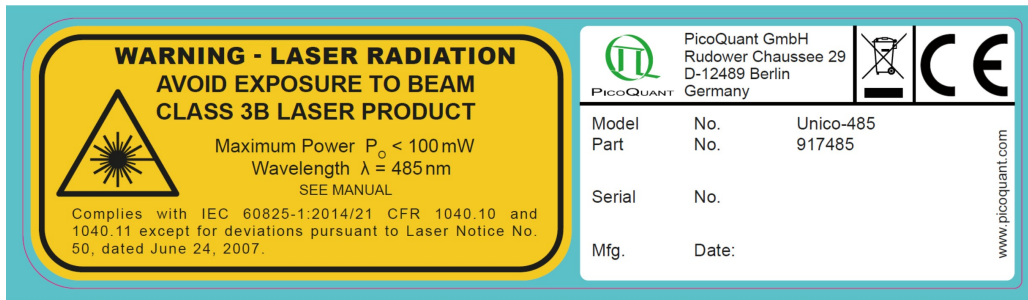 WARNING - LASER RADIATION
AVOID EXPOSURE TO BEAM
CLASS 3B LASER PRODUCT
Maximum Power Po < 100 mW
Wavelength λ = 485 nm
SEE MANUAL
Complies with IEC 60825-1:2014/21 CFR 1040.10 and
1040.11 except for deviations pursuant to Laser Notice No.
50, dated June 24, 2007.
PICOQUANT
PicoQuant GmbH
Rudower Chaussee 29
D-12489 Berlin
Germany
CE
Model No. Unico-485
Part No. 917485
Serial No.
Mfg. Date:
www.picoquant.com